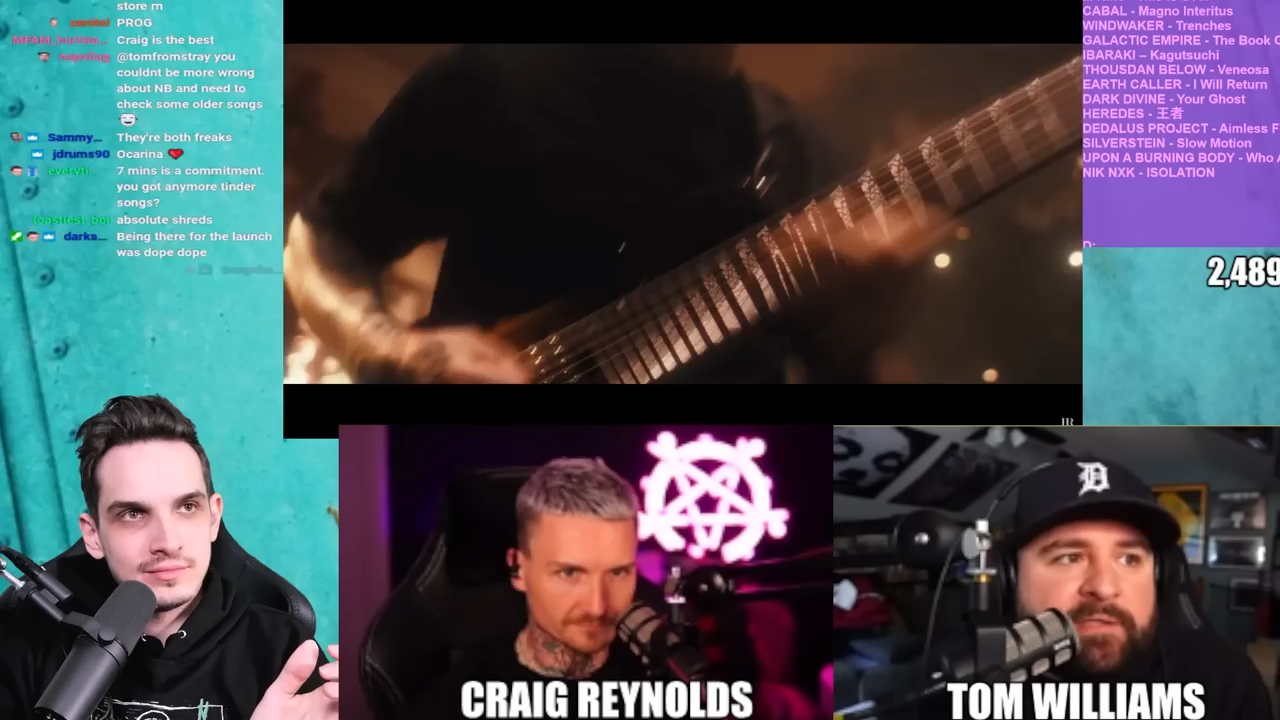 store rn
PROG
Craig is the best
@tomfromstray you
couldnt be more wrong
about NB and need to
check some older songs
Sammy_ They're both freaks
jdrums90 Ocarina
everyti.. 7 mins is a commitment.
you got anymore tinder
songs?
toastiest_boi absolute shreds
darks... Being there for the launch
was dope dope
CABAL - Magno Interitus
WINDWAKER - Trenches
GALACTIC EMPIRE - The Book
IBARAKI – Kagutsuchi
THOUSDAN BELOW - Veneosa
EARTH CALLER - I Will Return
DARK DIVINE - Your Ghost
HEREDES - 王者
DEDALUS PROJECT - Aimless F
SILVERSTEIN - Slow Motion
UPON A BURNING BODY - Who
NIK NXK - ISOLATION
D:
2,489
D
CRAIG REYNOLDS
TOM WILLIAMS